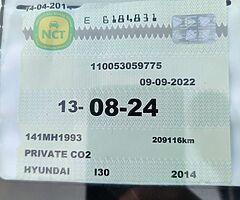 E 6184831
NCT
110053059775
09-09-2022
13-08-24
141MH1993
209116km
PRIVATE CO2
HYUNDAI I30 2014